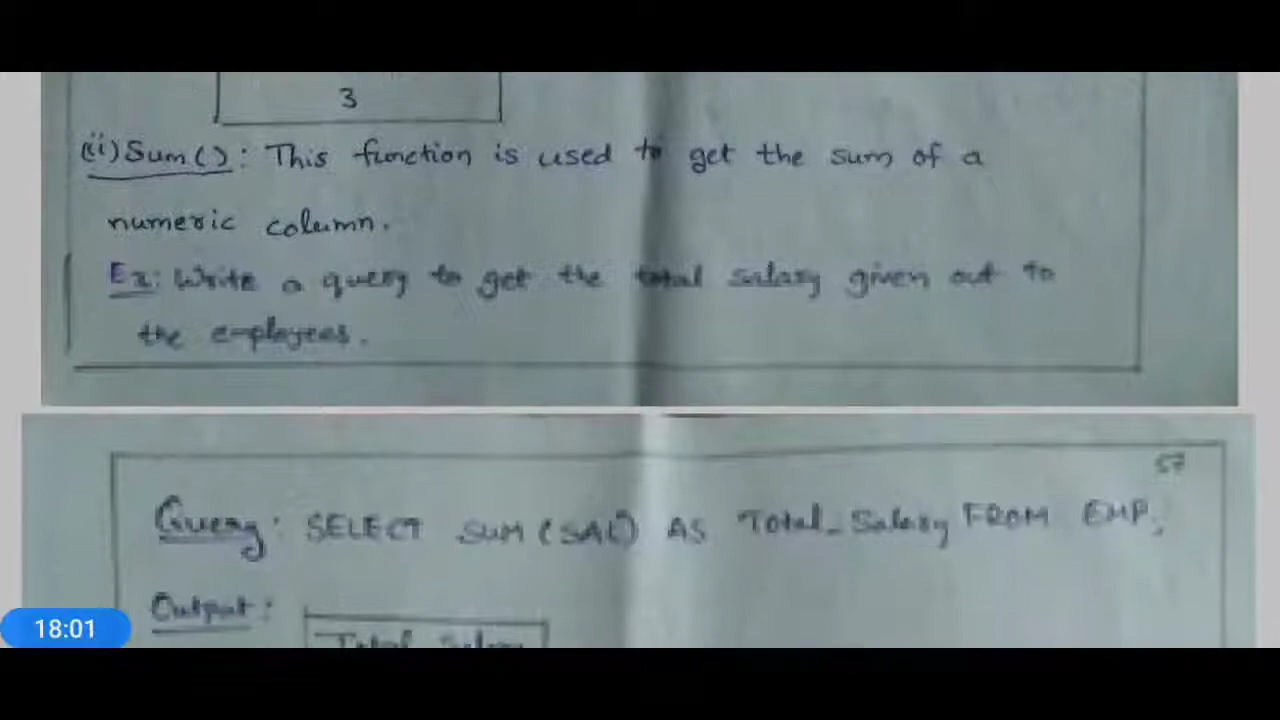 3
(ii) Sum( ) : This function is used to get the sum of a
numeric column.
Ex: Write a query to get the total salary given out to
the employees.
57
Query: SELECT SUM (SAL) AS Total_Salary FROM EMP;
Output:
Total Salary
18:01